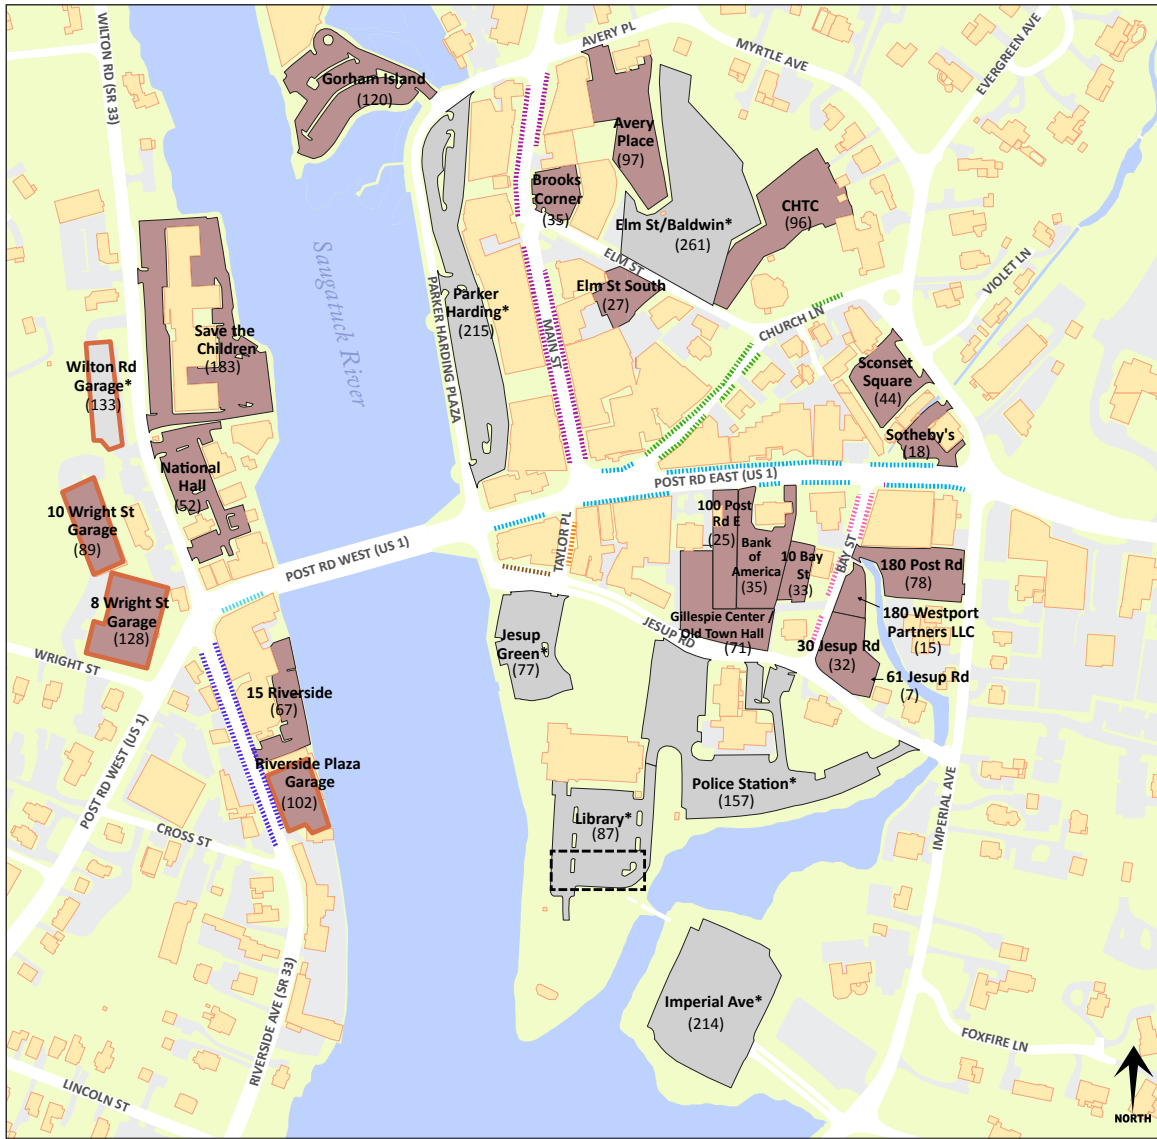 WILTON RD (SR 33)
AVERY PL
MYRTLE AVE
EVERGREEN AVE
Gorham Island
(120)
Avery
Place
(97)
Brooks
Corner
(35)
CHTC
(96)
Elm St/Baldwin*
(261)
ELM ST
VIOLET LN
Saugatuck River
PARKER HARDING PLAZA
Parker
Harding*
(215)
Elm St South
(27)
MAIN ST
CHURCH LN
Save the
Children
(183)
Wilton Rd
Garage*
(133)
Sconset
Square
(44)
Sotheby's
(18)
National
Hall
(52)
POST RD EAST (US 1)
10 Wright St
Garage
(89)
100 Post
Rd E
(25)
TAYLOR PL
Bank
of
America
(35)
10 Bay
St
(33)
BAY ST
180 Post Rd
(78)
POST RD WEST (US 1)
8 Wright St
Garage
(128)
Gillespie Center /
Old Town Hall
(71)
180 Westport
Partners LLC
(15)
Jesup
Green*
(77)
JESUP RD
30 Jesup Rd
(32)
61 Jesup Rd
(7)
WRIGHT ST
15 Riverside
(67)
POST RD WEST (US 1)
Riverside Plaza
Garage
(102)
Police Station*
(157)
Library*
(87)
CROSS ST
IMPERIAL AVE
Imperial Ave*
(214)
RIVERSIDE AVE (SR 33)
FOXFIRE LN
LINCOLN ST
NORTH